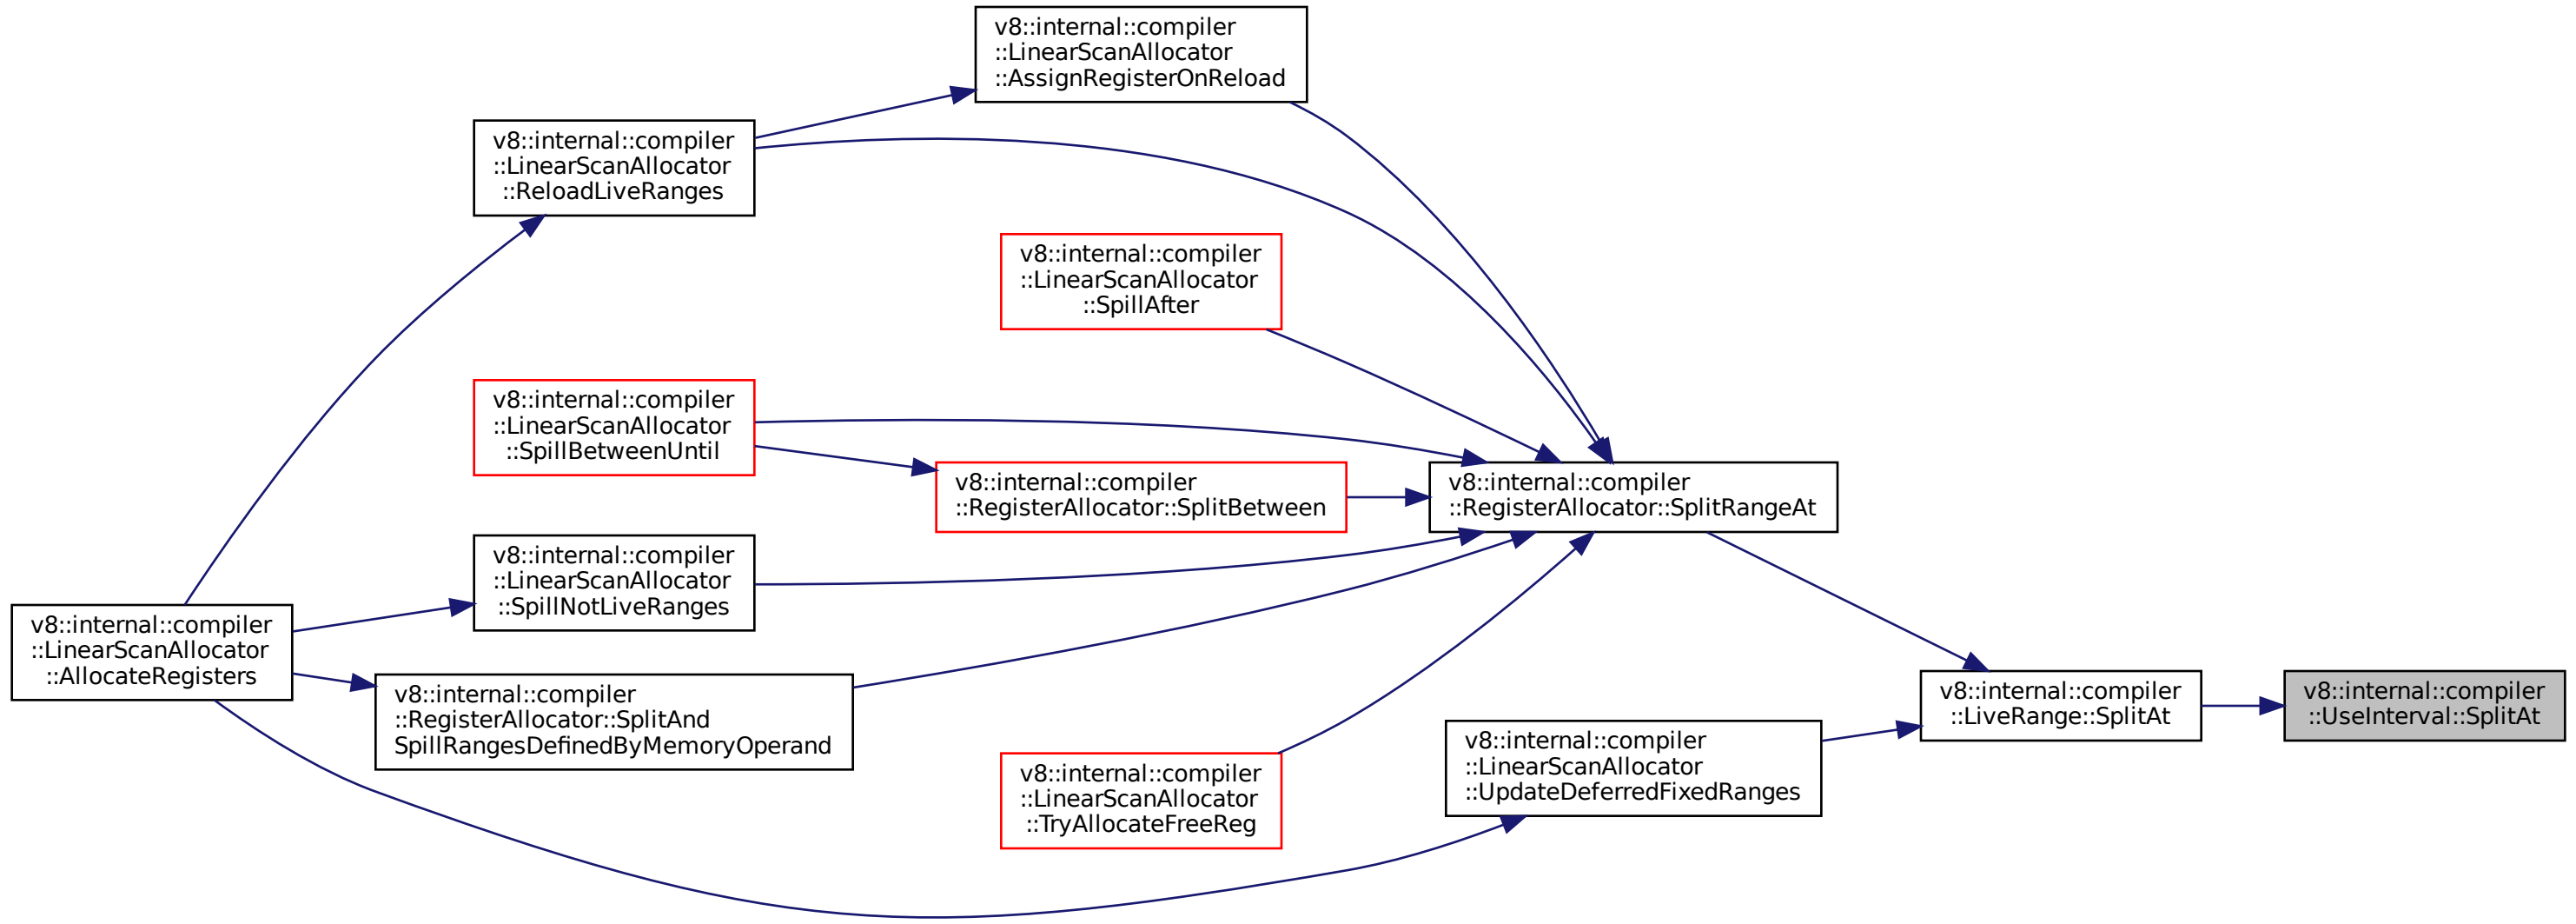 v8::internal::compiler
::LinearScanAllocator
::AssignRegisterOnReload
v8::internal::compiler
::LinearScanAllocator
::ReloadLiveRanges
v8::internal::compiler
::LinearScanAllocator
::SpillAfter
v8::internal::compiler
::LinearScanAllocator
::SpillBetweenUntil
v8::internal::compiler
::RegisterAllocator::SplitBetween
v8::internal::compiler
::RegisterAllocator::SplitRangeAt
v8::internal::compiler
::LinearScanAllocator
::SpillNotLiveRanges
v8::internal::compiler
::LinearScanAllocator
::AllocateRegisters
v8::internal::compiler
::RegisterAllocator::SplitAnd
SpillRangesDefinedByMemoryOperand
v8::internal::compiler
::LinearScanAllocator
::TryAllocateFreeReg
v8::internal::compiler
::LinearScanAllocator
::UpdateDeferredFixedRanges
v8::internal::compiler
::LiveRange::SplitAt
v8::internal::compiler
::UseInterval::SplitAt